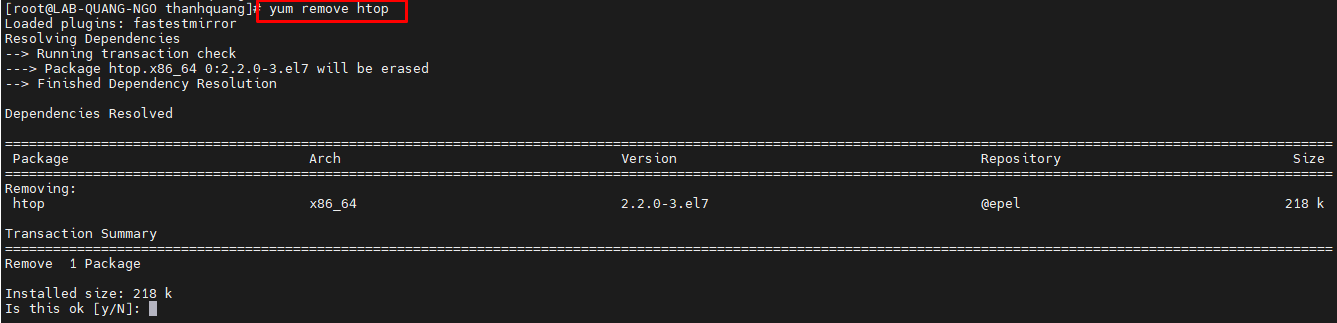 [root@LAB-QUANG-NGO thanhquang]# yum remove htop
Loaded plugins: fastestmirror
Resolving Dependencies
--> Running transaction check
---> Package htop.x86_64 0:2.2.0-3.el7 will be erased
--> Finished Dependency Resolution
Dependencies Resolved
Package Arch Version Repository Size
Removing:
htop x86_64 2.2.0-3.el7 @epel 218 k
Transaction Summary
Remove  1 Package
Installed size: 218 k
Is this ok [y/N]: